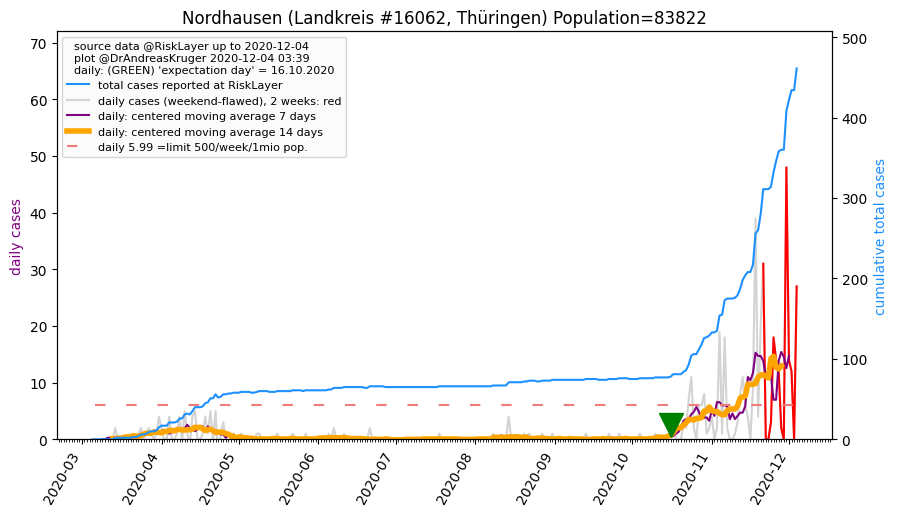 Nordhausen (Landkreis #16062, Thüringen) Population=83822
source data @RiskLayer up to 2020-12-04
plot @DrAndreasKruger 2020-12-04 03:39
daily: (GREEN) 'expectation day' = 16.10.2020
total cases reported at RiskLayer
daily cases (weekend-flawed), 2 weeks: red
daily: centered moving average 7 days
daily: centered moving average 14 days
daily 5.99 =limit 500/week/1mio pop.
daily cases
70
60
50
40
30
20
10
0
cumulative total cases
500
400
300
200
100
0
2020-03
2020-04
2020-05
2020-06
2020-07
2020-08
2020-09
2020-10
2020-11
2020-12